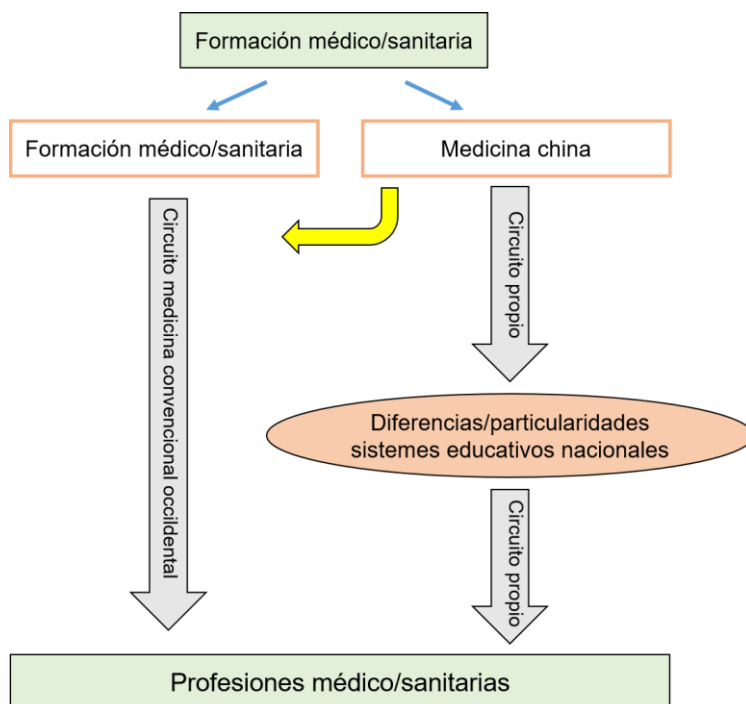 Formación médico/sanitaria
Formación médico/sanitaria
Medicina china
Circuito medicina convencional occildental
Circuito propio
Diferencias/particularidades
sistemes educativos nacionales
Circuito propio
Profesiones médico/sanitarias